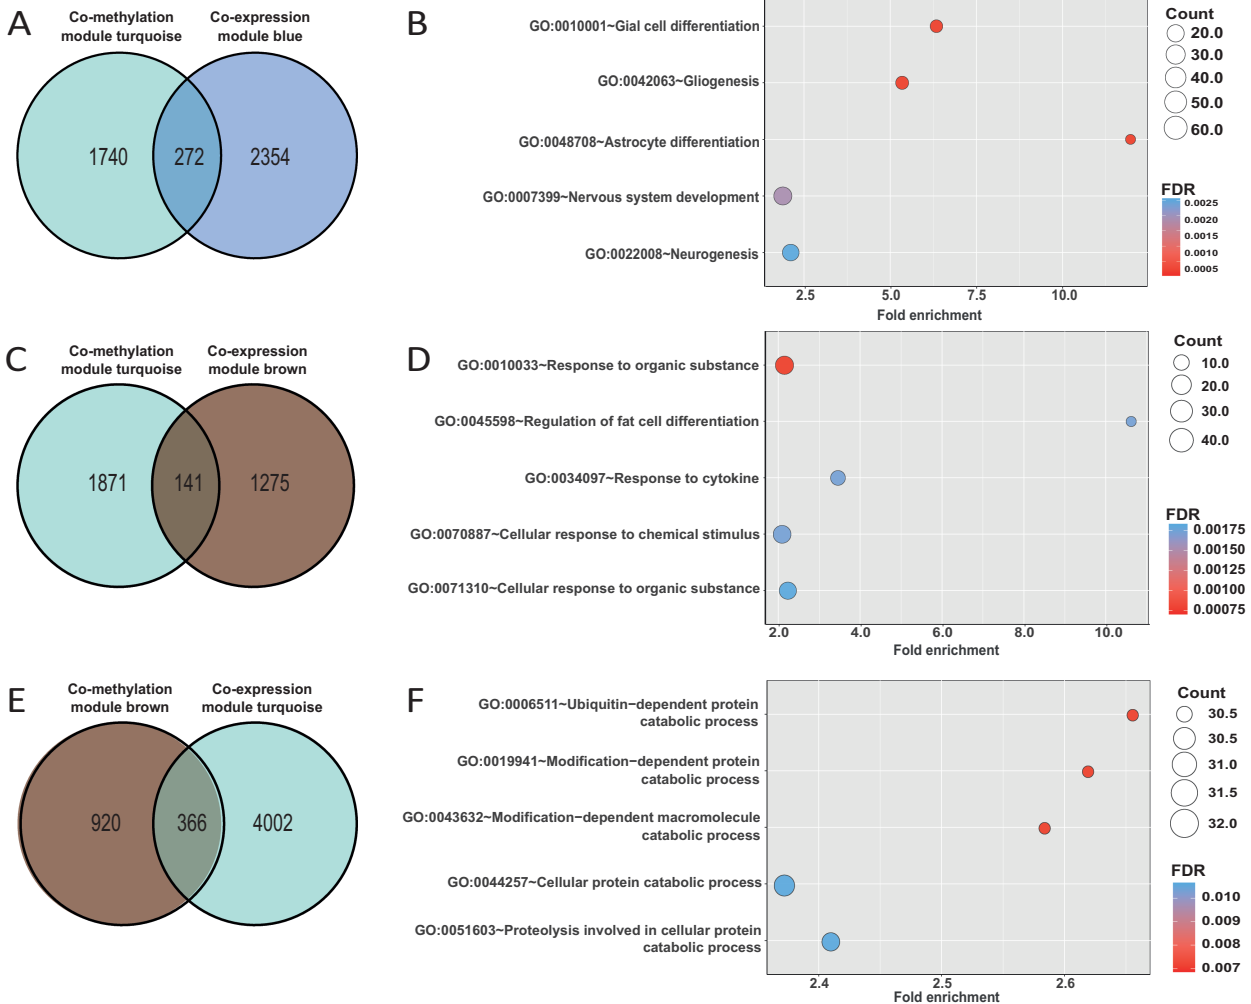 A
Co-methylation
module turquoise
Co-expression
module blue
1740
272
2354
B
GO:0010001~Gial cell differentiation
GO:0042063~Gliogenesis
GO:0048708~Astrocyte differentiation
GO:0007399~Nervous system development
GO:0022008~Neurogenesis
2.5
5.0
7.5
10.0
Fold enrichment
Count
20.0
30.0
40.0
50.0
60.0
FDR
0.0025
0.0020
0.0015
0.0010
0.0005
C
Co-methylation
module turquoise
Co-expression
module brown
1871
141
1275
D
GO:0010033~Response to organic substance
GO:0045598~Regulation of fat cell differentiation
GO:0034097~Response to cytokine
GO:0070887~Cellular response to chemical stimulus
GO:0071310~Cellular response to organic substance
2.0
4.0
6.0
8.0
10.0
Fold enrichment
Count
10.0
20.0
30.0
40.0
FDR
0.00175
0.00150
0.00125
0.00100
0.00075
E
Co-methylation
module brown
Co-expression
module turquoise
920
366
4002
F
GO:0006511~Ubiquitin−dependent protein
catabolic process
GO:0019941~Modification−dependent protein
catabolic process
GO:0043632~Modification−dependent macromolecule
catabolic process
GO:0044257~Cellular protein catabolic process
GO:0051603~Proteolysis involved in cellular protein
catabolic process
2.4
2.5
2.6
Fold enrichment
Count
30.5
30.5
31.0
31.5
32.0
FDR
0.010
0.009
0.008
0.007